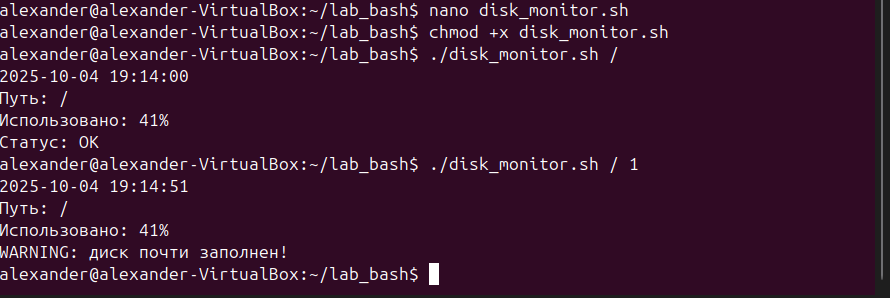 alexander@alexander-VirtualBox:~/lab_bash$ nano disk_monitor.sh
alexander@alexander-VirtualBox:~/lab_bash$ chmod +x disk_monitor.sh
alexander@alexander-VirtualBox:~/lab_bash$ ./disk_monitor.sh /
2025-10-04 19:14:00
Путь: /
Использовано: 41%
Статус: OK
alexander@alexander-VirtualBox:~/lab_bash$ ./disk_monitor.sh / 1
2025-10-04 19:14:51
Путь: /
Использовано: 41%
WARNING: диск почти заполнен!
alexander@alexander-VirtualBox:~/lab_bash$